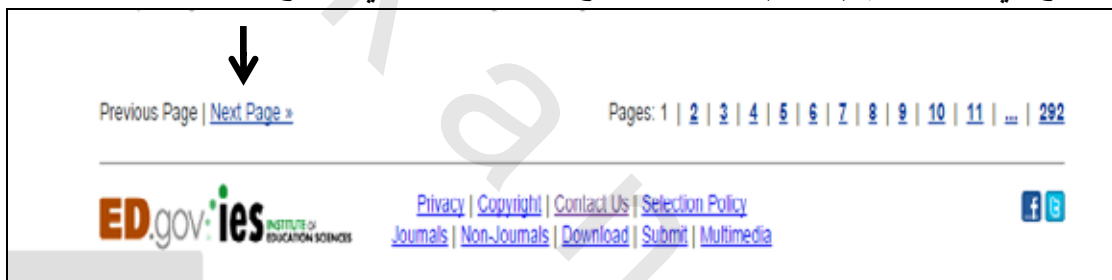 Previous Page | Next Page »
Pages: 1 | 2 | 3 | 4 | 5 | 6 | 7 | 8 | 9 | 10 | 11 | ... | 292
ED.gov ies INSTITUTE OF EDUCATION SCIENCES
Privacy | Copyright | Contact Us | Selection Policy
Journals | Non-Journals | Download | Submit | Multimedia